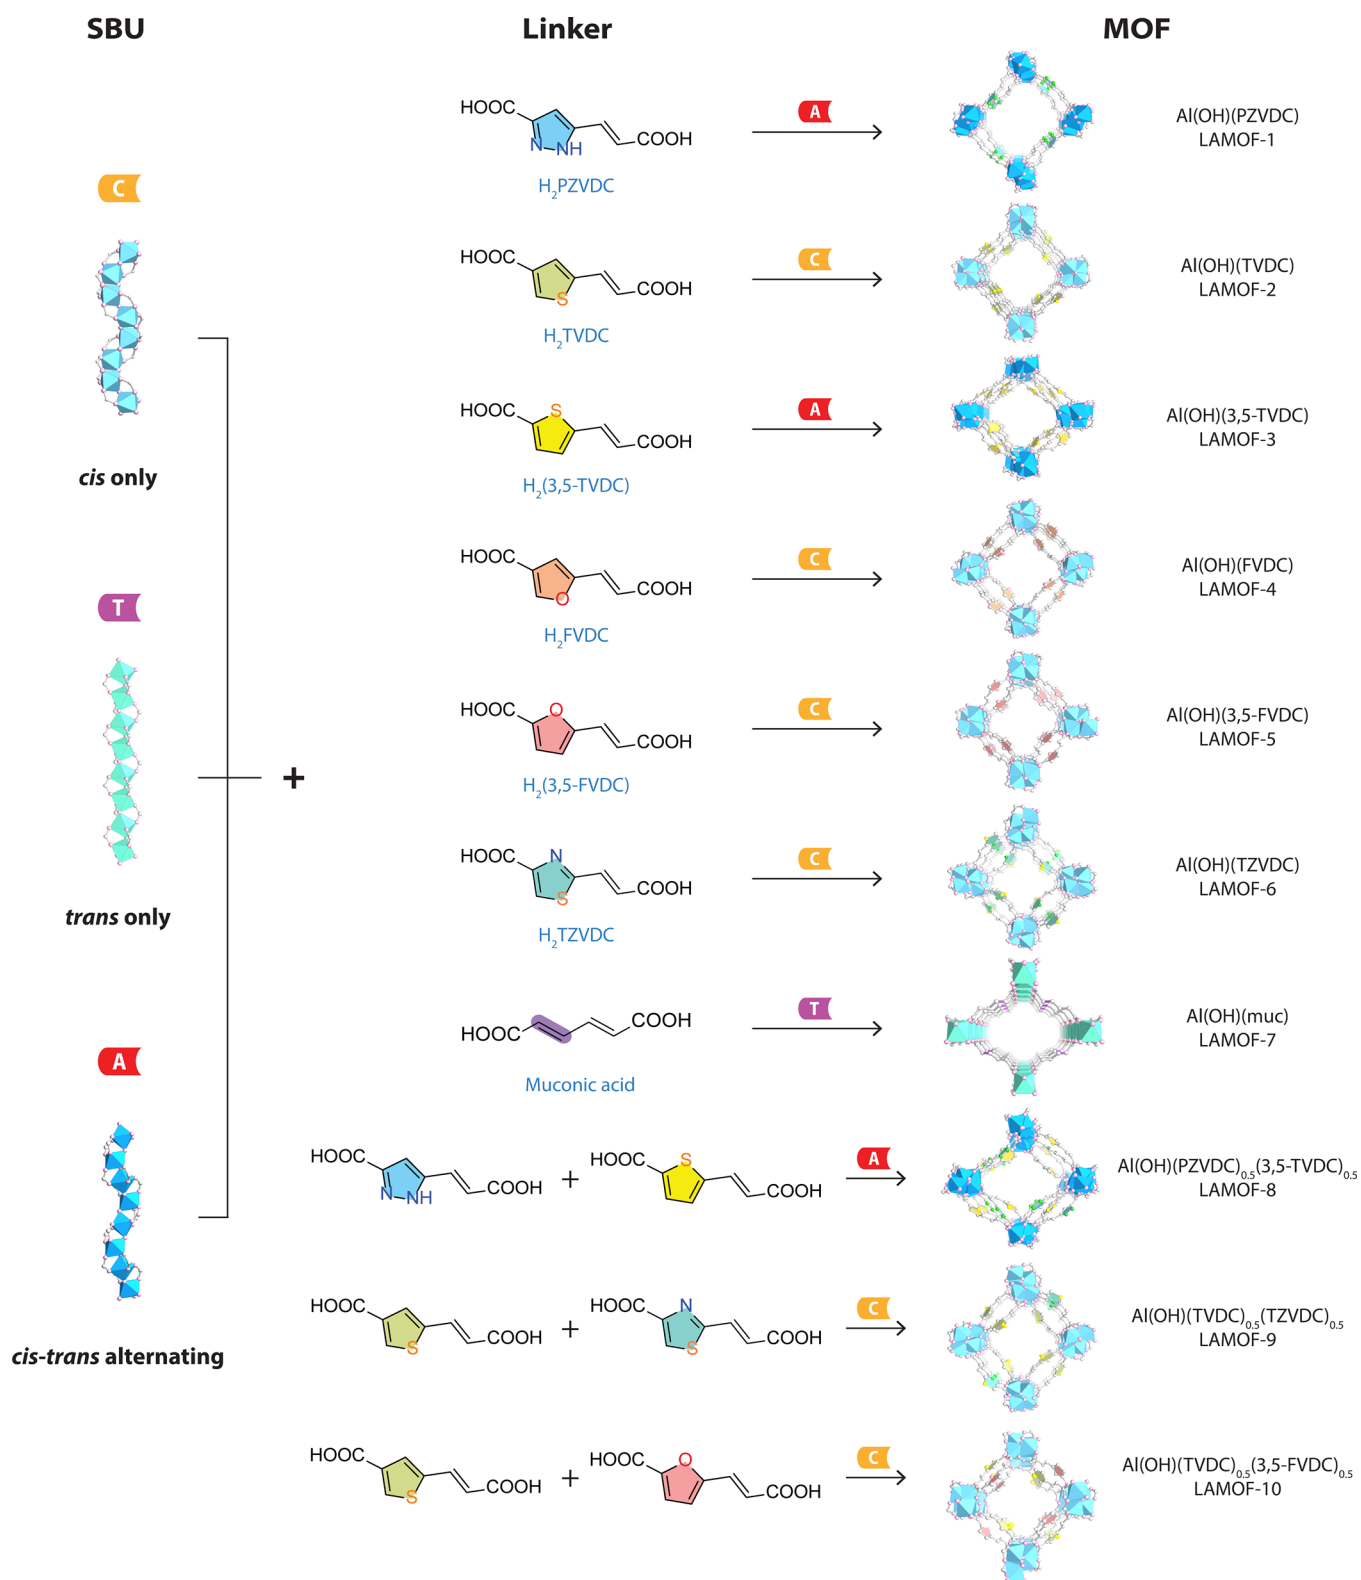 SBU
Linker
MOF
C
cis only
T
trans only
A
cis-trans alternating
+
HOOC
N
NH
COOH
H2PZVDC
A
Al(OH)(PZVDC)
LAMOF-1
HOOC
S
COOH
H2TVDC
C
Al(OH)(TVDC)
LAMOF-2
HOOC
S
COOH
H2(3,5-TVDC)
A
Al(OH)(3,5-TVDC)
LAMOF-3
HOOC
O
COOH
H2FVDC
C
Al(OH)(FVDC)
LAMOF-4
HOOC
O
COOH
H2(3,5-FVDC)
C
Al(OH)(3,5-FVDC)
LAMOF-5
HOOC
N
S
COOH
H2TZVDC
C
Al(OH)(TZVDC)
LAMOF-6
HOOC
COOH
Muconic acid
T
Al(OH)(muc)
LAMOF-7
HOOC
N
NH
COOH
+
HOOC
S
COOH
A
Al(OH)(PZVDC)0.5(3,5-TVDC)0.5
LAMOF-8
HOOC
S
COOH
+
HOOC
N
S
COOH
C
Al(OH)(TVDC)0.5(TZVDC)0.5
LAMOF-9
HOOC
S
COOH
+
HOOC
O
COOH
C
Al(OH)(TVDC)0.5(3,5-FVDC)0.5
LAMOF-10